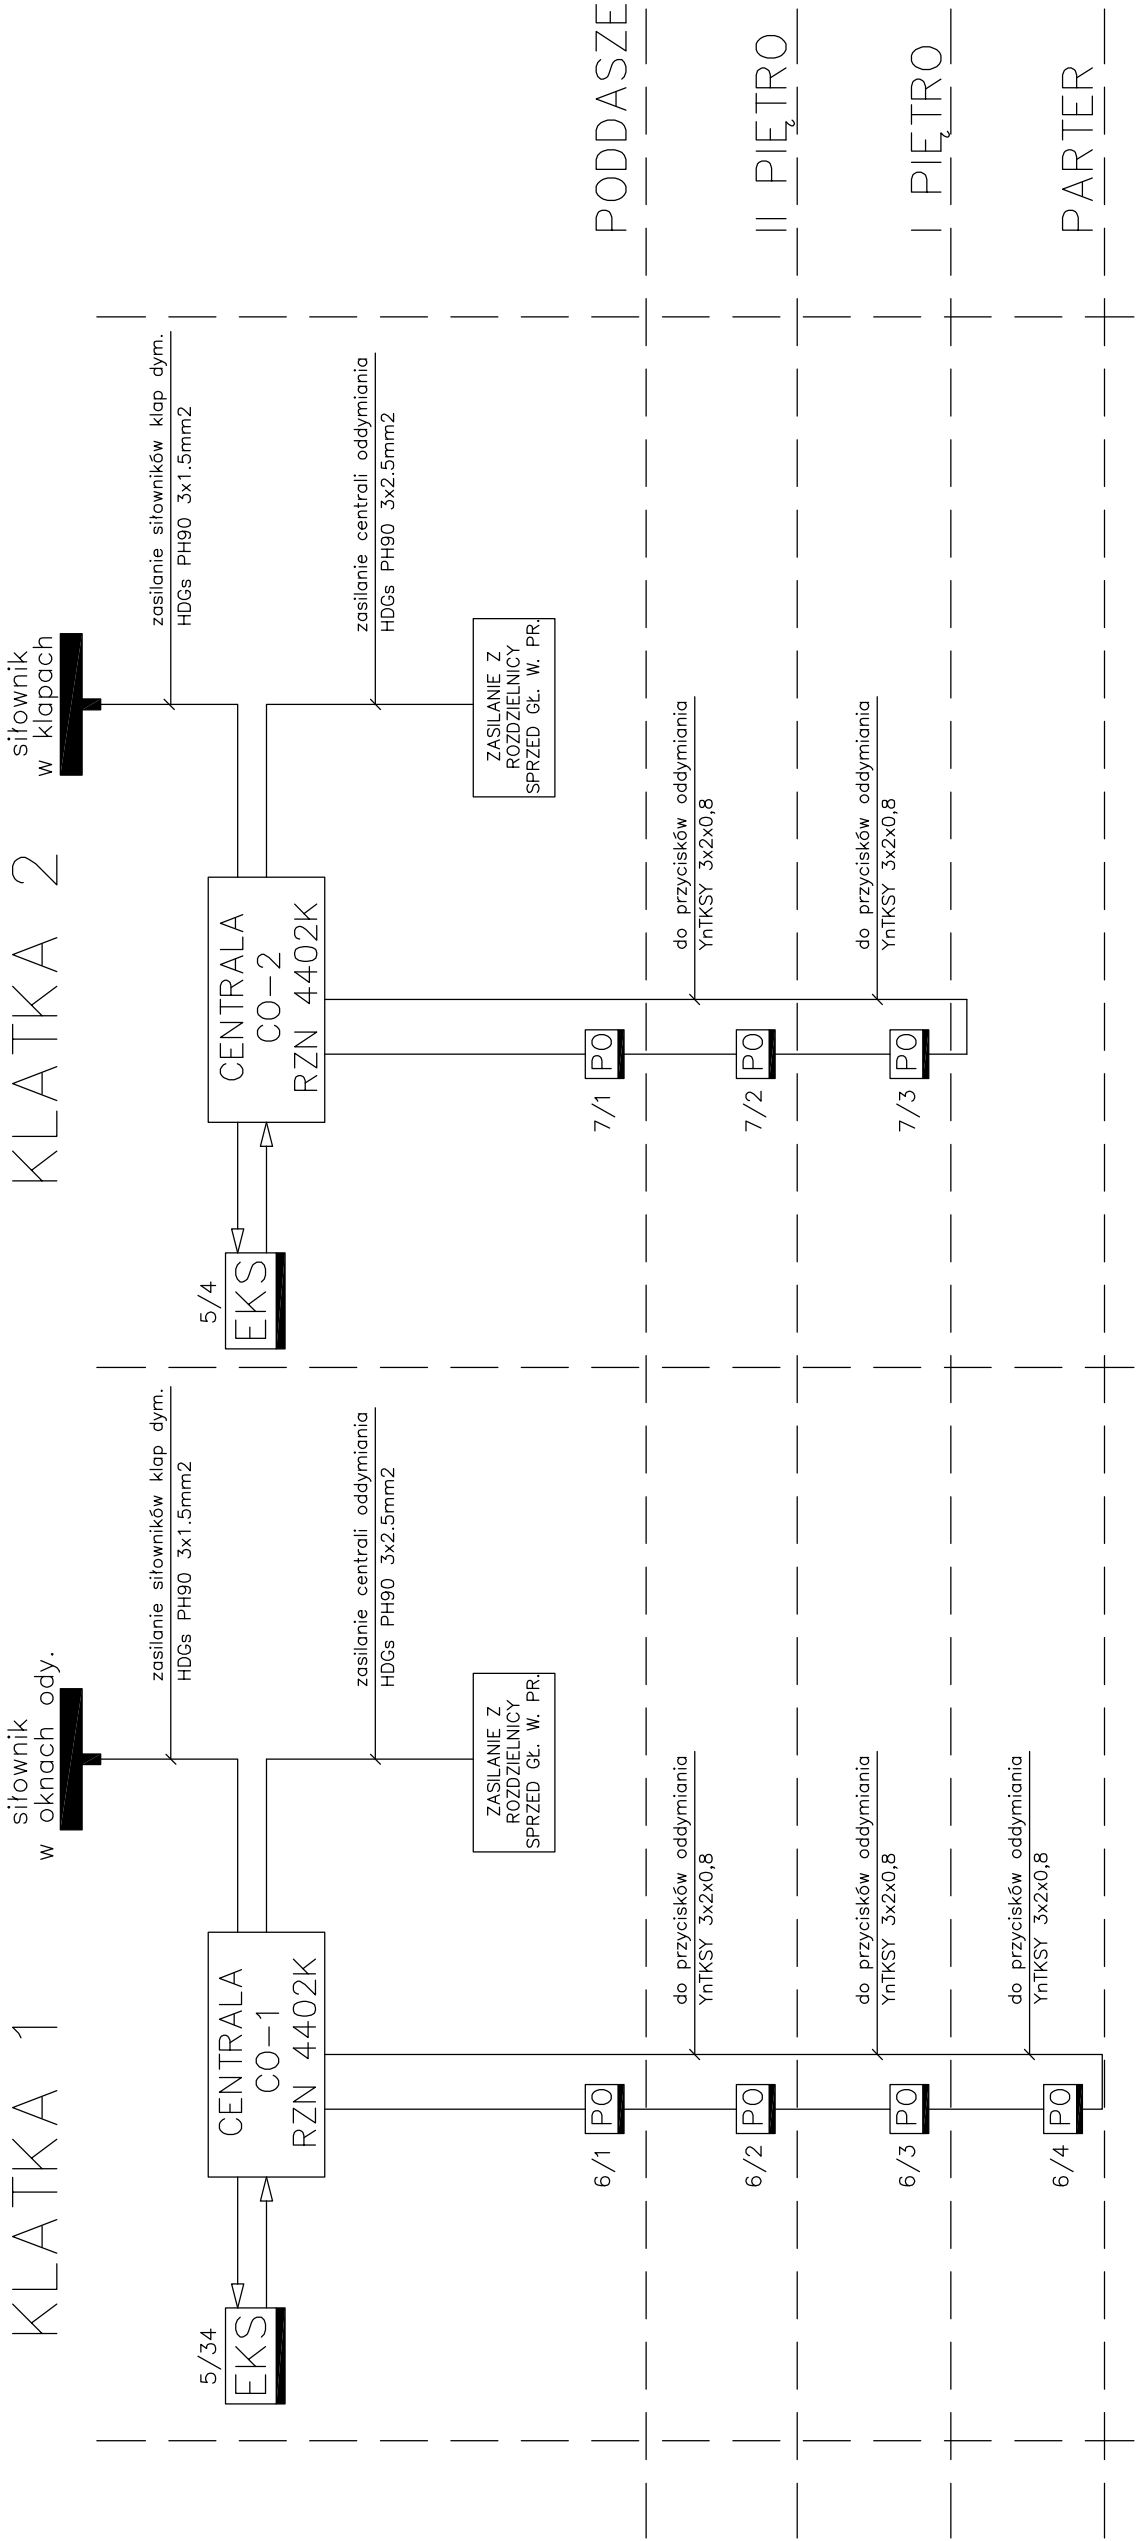 KLATKA 1
siłownik
w oknach ody.
zasilanie siłowników klap dym.
HDGs PH90 3x1.5mm2
5/34
EKS
CENTRALA
CO-1
RZN 4402K
zasilanie centrali oddymiania
HDGs PH90 3x2.5mm2
ZASILANIE Z
ROZDZIELNICY
SPRZED GŁ. W. PR.
6/1 PO
do przycisków oddymiania
YnTKSY 3x2x0,8
6/2 PO
do przycisków oddymiania
YnTKSY 3x2x0,8
6/3 PO
do przycisków oddymiania
YnTKSY 3x2x0,8
6/4 PO
KLATKA 2
siłownik
w klapach
zasilanie siłowników klap dym.
HDGs PH90 3x1.5mm2
5/4
EKS
CENTRALA
CO-2
RZN 4402K
zasilanie centrali oddymiania
HDGs PH90 3x2.5mm2
ZASILANIE Z
ROZDZIELNICY
SPRZED GŁ. W. PR.
7/1 PO
do przycisków oddymiania
YnTKSY 3x2x0,8
7/2 PO
do przycisków oddymiania
YnTKSY 3x2x0,8
7/3 PO
PODDASZE
II PIĘTRO
I PIĘTRO
PARTER